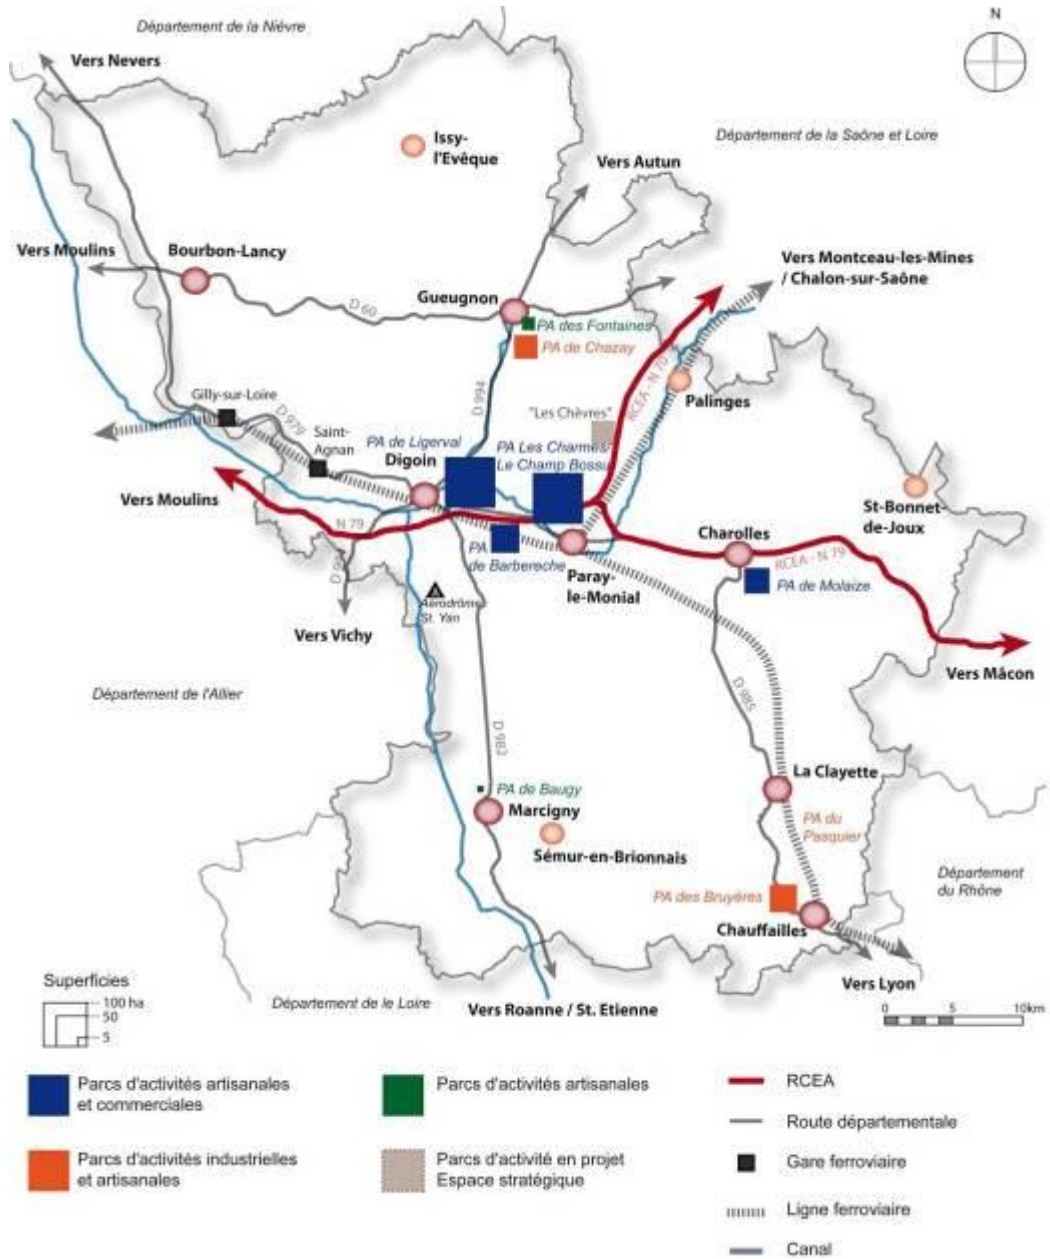 Département de la Nièvre
N
Vers Nevers
Issy-
l'Evêque
Département de la Saône et Loire
Vers Autun
Vers Moulins
Bourbon-Lancy
Vers Montceau-les-Mines
/ Chalon-sur-Saône
Gueugnon
D 60
PA des Fontaines
PA de Chazay
RCEA - N 70
D 994
Palinges
Gilly-sur-Loire
D 979
"Les Chèvres"
Saint-
Agnan
PA de Ligerval
Digoin
PA Les Charmes
Le Champ Bossu
Vers Moulins
N 79
St-Bonnet-
de-Joux
Charolles
RCEA - N 79
PA
de Barbereche
Paray-
le-Monial
PA de Molaize
Aérodrome
St. Yan
Vers Vichy
Vers Mâcon
Département de l'Allier
D 985
D 982
La Clayette
PA de Baugy
Marcigny
PA du
Pasquier
Sémur-en-Brionnais
Département
du Rhône
PA des Bruyères
Chauffailles
Vers Lyon
Superficies
100 ha
50
5
Département de le Loire
Vers Roanne / St. Etienne
0 5 10km
Parcs d'activités artisanales
et commerciales
Parcs d'activités artisanales
RCEA
Route départementale
Parcs d'activités industrielles
et artisanales
Parcs d'activité en projet
Espace stratégique
Gare ferroviaire
Ligne ferroviaire
Canal